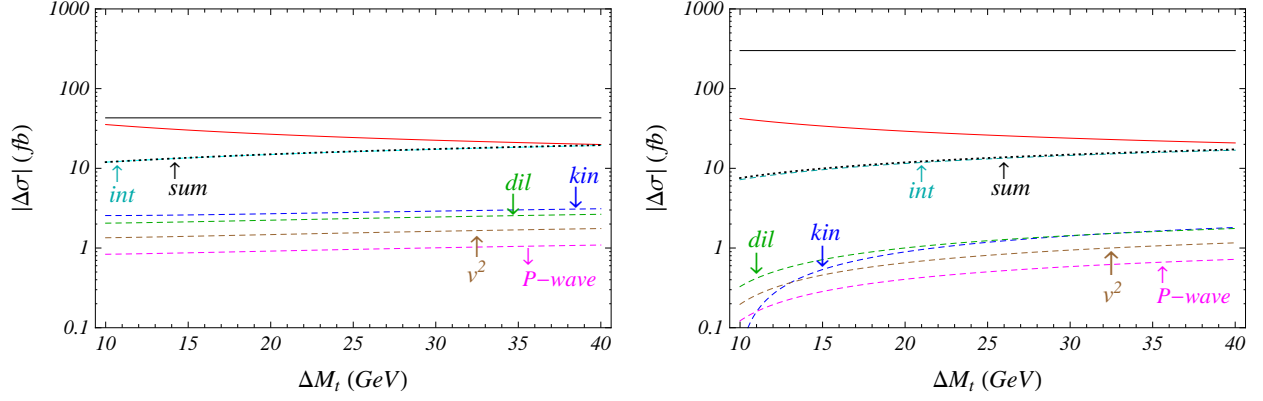 1000
100
10
1
0.1
|Δσ| (fb)
int
sum
dil
kin
v²
P−wave
10 15 20 25 30 35 40
ΔM_t (GeV)
1000
100
10
1
0.1
|Δσ| (fb)
int
sum
dil
kin
v²
P−wave
10 15 20 25 30 35 40
ΔM_t (GeV)